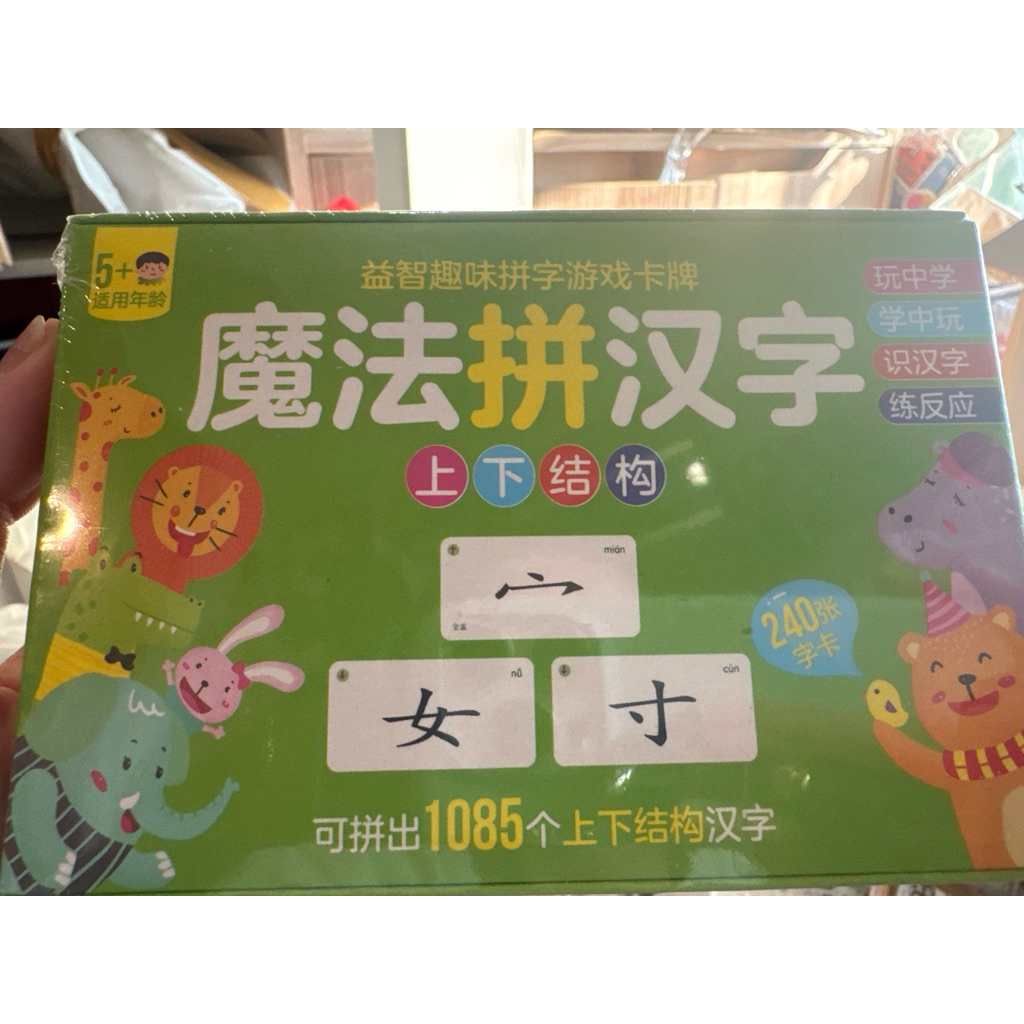 5+
适用年龄
益智趣味拼字游戏卡牌
魔法拼汉字
上下结构
玩中学
学中玩
识汉字
练反应
mián
宀
宝盖
nǚ
女
cùn
寸
240张
字卡
可拼出1085个上下结构汉字